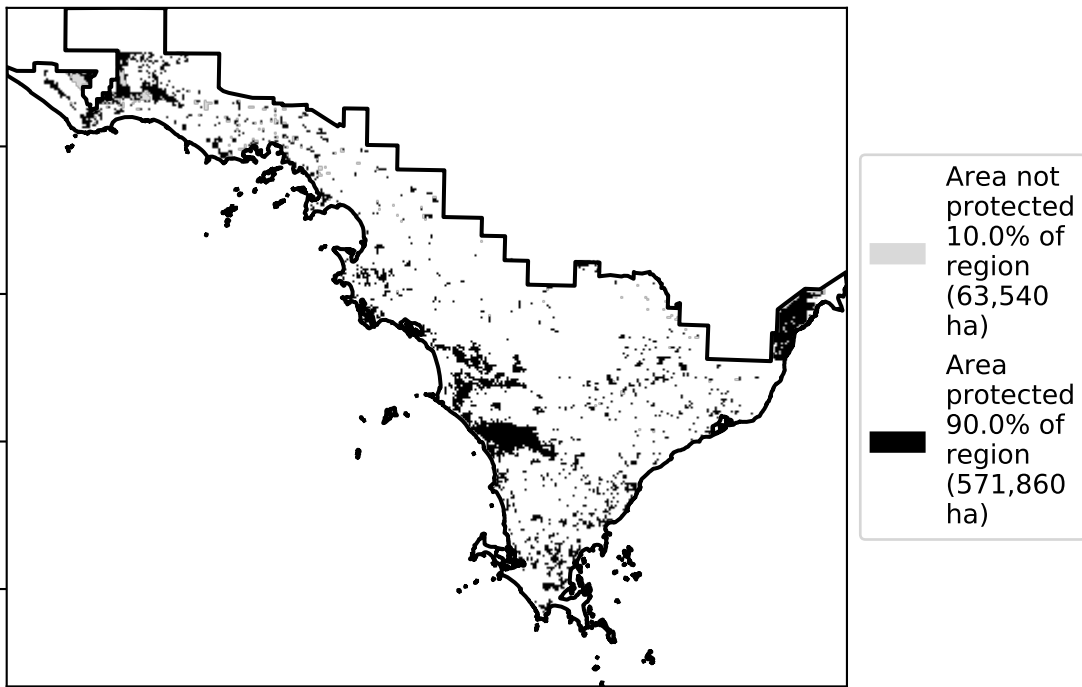 Area not
protected
10.0% of
region
(63,540
ha)
Area
protected
90.0% of
region
(571,860
ha)